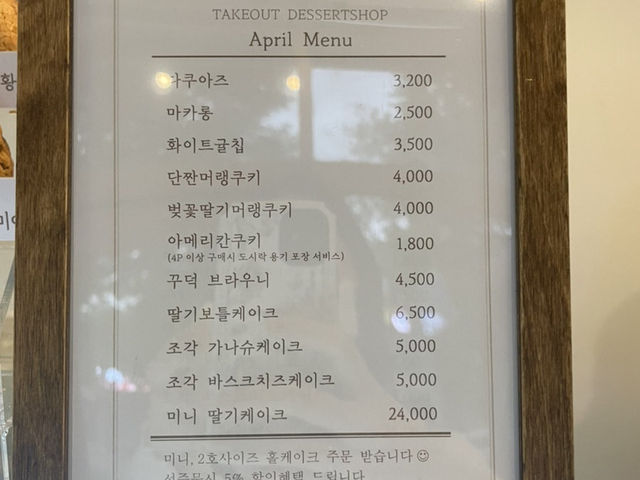 TAKEOUT DESSERTSHOP
April Menu
다쿠아즈 3,200
마카롱 2,500
화이트귤칩 3,500
단짠머랭쿠키 4,000
벚꽃딸기머랭쿠키 4,000
아메리칸쿠키 1,800
(4P 이상 구매시 도시락 용기 포장 서비스)
꾸덕 브라우니 4,500
딸기보틀케이크 6,500
조각 가나슈케이크 5,000
조각 바스크치즈케이크 5,000
미니 딸기케이크 24,000
미니, 2호사이즈 홀케이크 주문 받습니다☺
선주문시 5% 할인혜택 드립니다
황
미